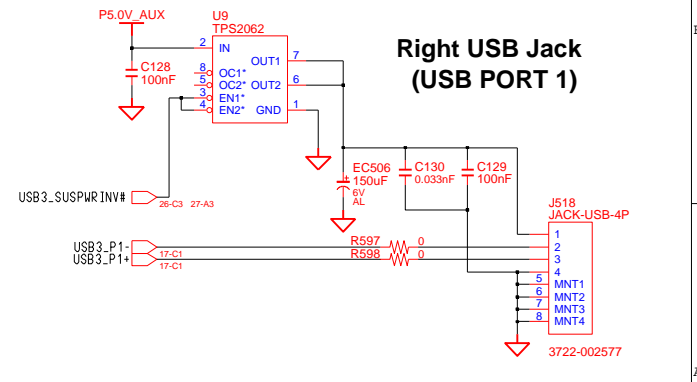 P5.0V_AUX
U9
TPS2062
Right USB Jack
(USB PORT 1)
2 IN
OUT1 7
8 OC1*
5 OC2* OUT2 6
3 EN1*
4 EN2* GND 1
C128
100nF
EC506
150uF
6V
AL
C130
0.033nF
C129
100nF
USB3_SUSPWRINV#
26-C3 27-A3
J518
JACK-USB-4P
USB3_P1-
17-C1
R597 0
USB3_P1+
17-C1
R598 0
1
2
3
4
5 MNT1
6 MNT2
7 MNT3
8 MNT4
3722-002577